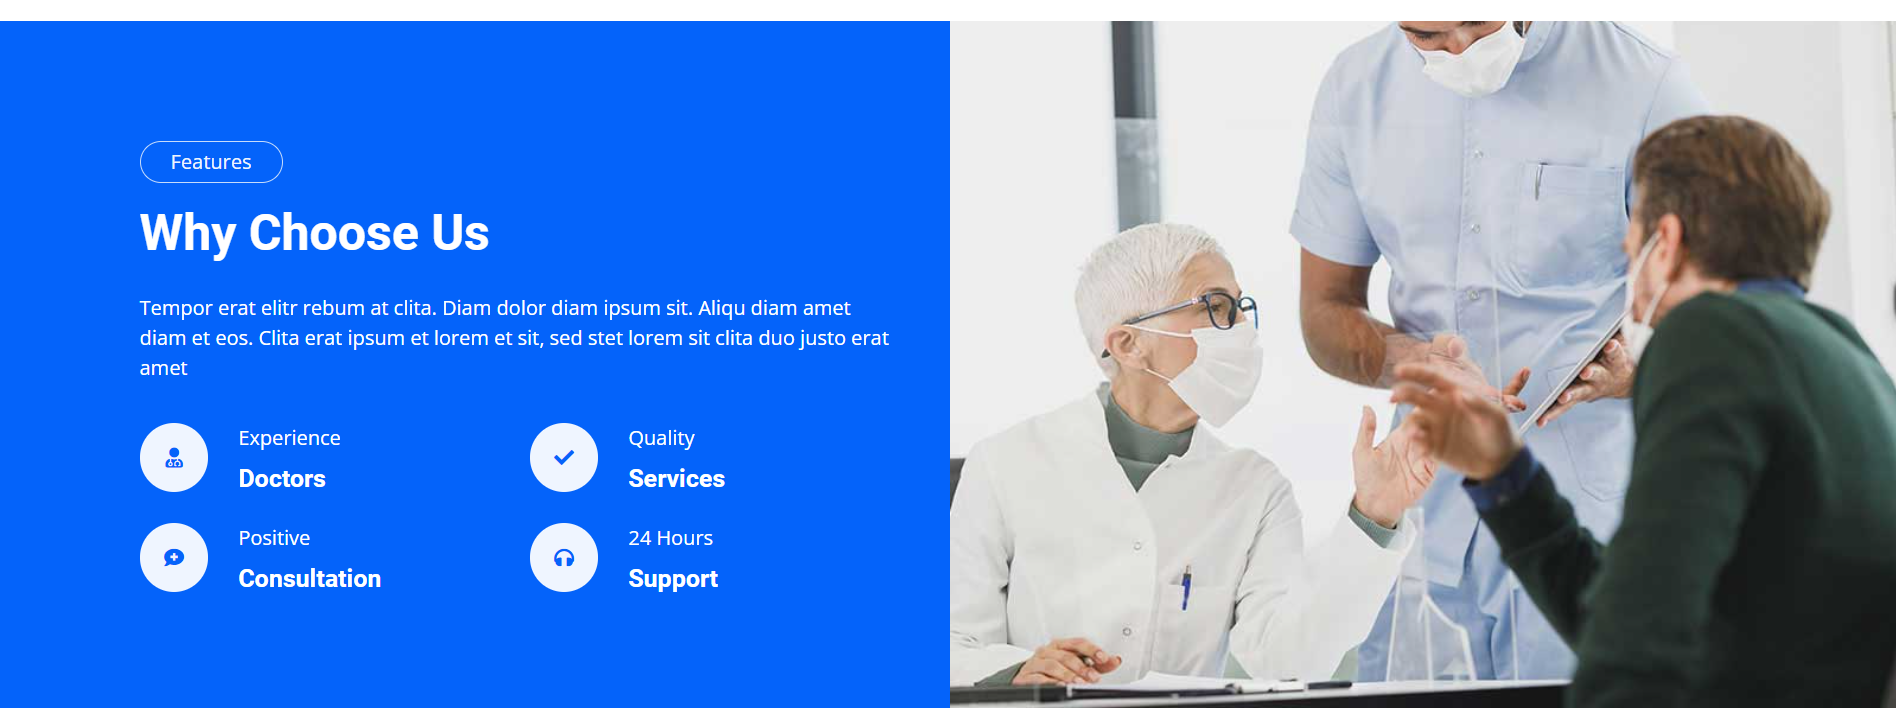 Features
Why Choose Us
Tempor erat elitr rebum at clita. Diam dolor diam ipsum sit. Aliqu diam amet
diam et eos. Clita erat ipsum et lorem et sit, sed stet lorem sit clita duo justo erat
amet
Experience
Doctors
Quality
Services
Positive
Consultation
24 Hours
Support